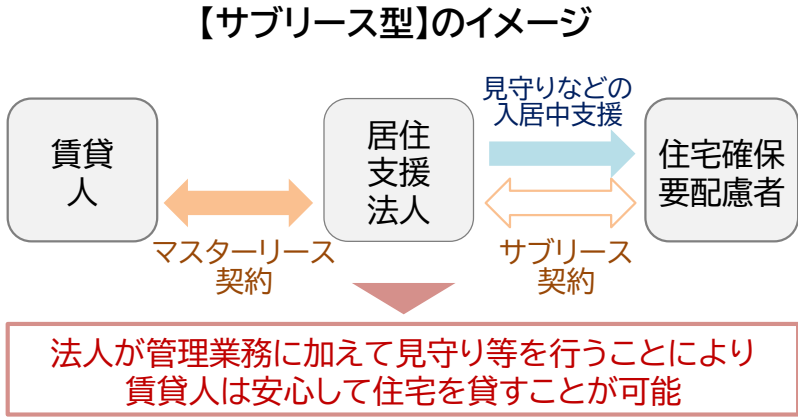 【サブリース型】のイメージ
見守りなどの
入居中支援
賃貸
人
居住
支援
法人
住宅確保
要配慮者
マスターリース
契約
サブリース
契約
法人が管理業務に加えて見守り等を行うことにより
賃貸人は安心して住宅を貸すことが可能